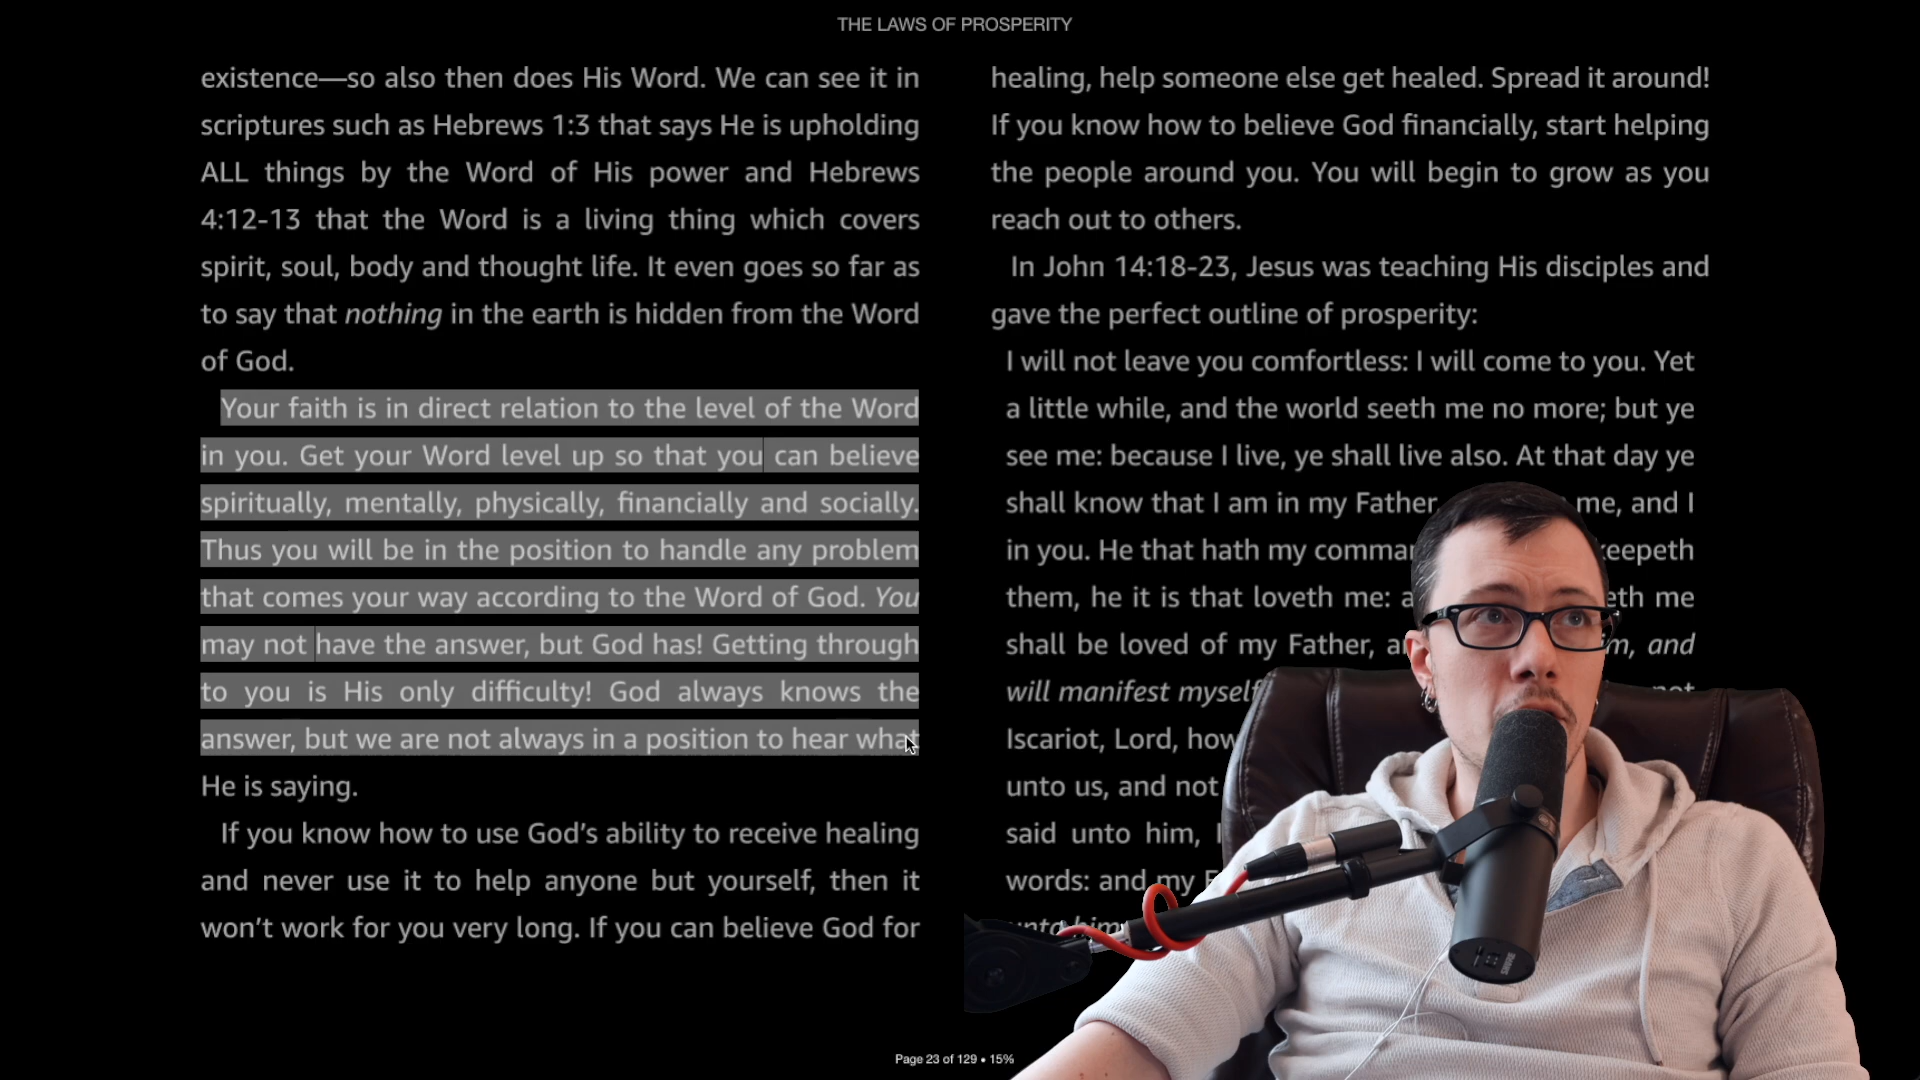 THE LAWS OF PROSPERITY
existence—so also then does His Word. We can see it in
scriptures such as Hebrews 1:3 that says He is upholding
ALL things by the Word of His power and Hebrews
4:12-13 that the Word is a living thing which covers
spirit, soul, body and thought life. It even goes so far as
to say that nothing in the earth is hidden from the Word
of God.
Your faith is in direct relation to the level of the Word
in you. Get your Word level up so that you can believe
spiritually, mentally, physically, financially and socially.
Thus you will be in the position to handle any problem
that comes your way according to the Word of God. You
may not have the answer, but God has! Getting through
to you is His only difficulty! God always knows the
answer, but we are not always in a position to hear what
He is saying.
If you know how to use God’s ability to receive healing
and never use it to help anyone but yourself, then it
won’t work for you very long. If you can believe God for
healing, help someone else get healed. Spread it around!
If you know how to believe God financially, start helping
the people around you. You will begin to grow as you
reach out to others.
In John 14:18-23, Jesus was teaching His disciples and
gave the perfect outline of prosperity:
I will not leave you comfortless: I will come to you. Yet
a little while, and the world seeth me no more; but ye
see me: because I live, ye shall live also. At that day ye
shall know that I am in my Father, me, and I
in you. He that hath my keepeth
them, he it is that loveth me: me
shall be loved of my Father, and
will manifest myself not
Iscariot, Lord, how
unto us, and not
said unto him,
words: and my
unto him
Page 23 of 129 • 15%